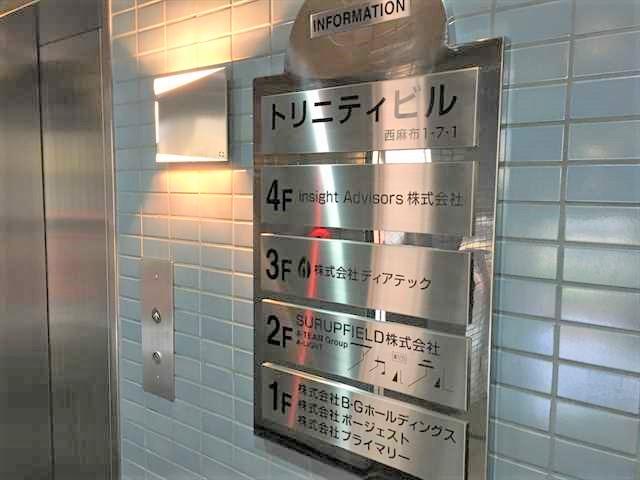 INFORMATION
トリニティビル
西麻布1-7-1
4F insight Advisors 株式会社
3F 株式会社 ディアテック
2F SURUPFIELD株式会社
A-TEAM Group
A-LIGHT
1F 株式会社B-Gホールディングス
株式会社ボージェスト
株式会社プライマリー